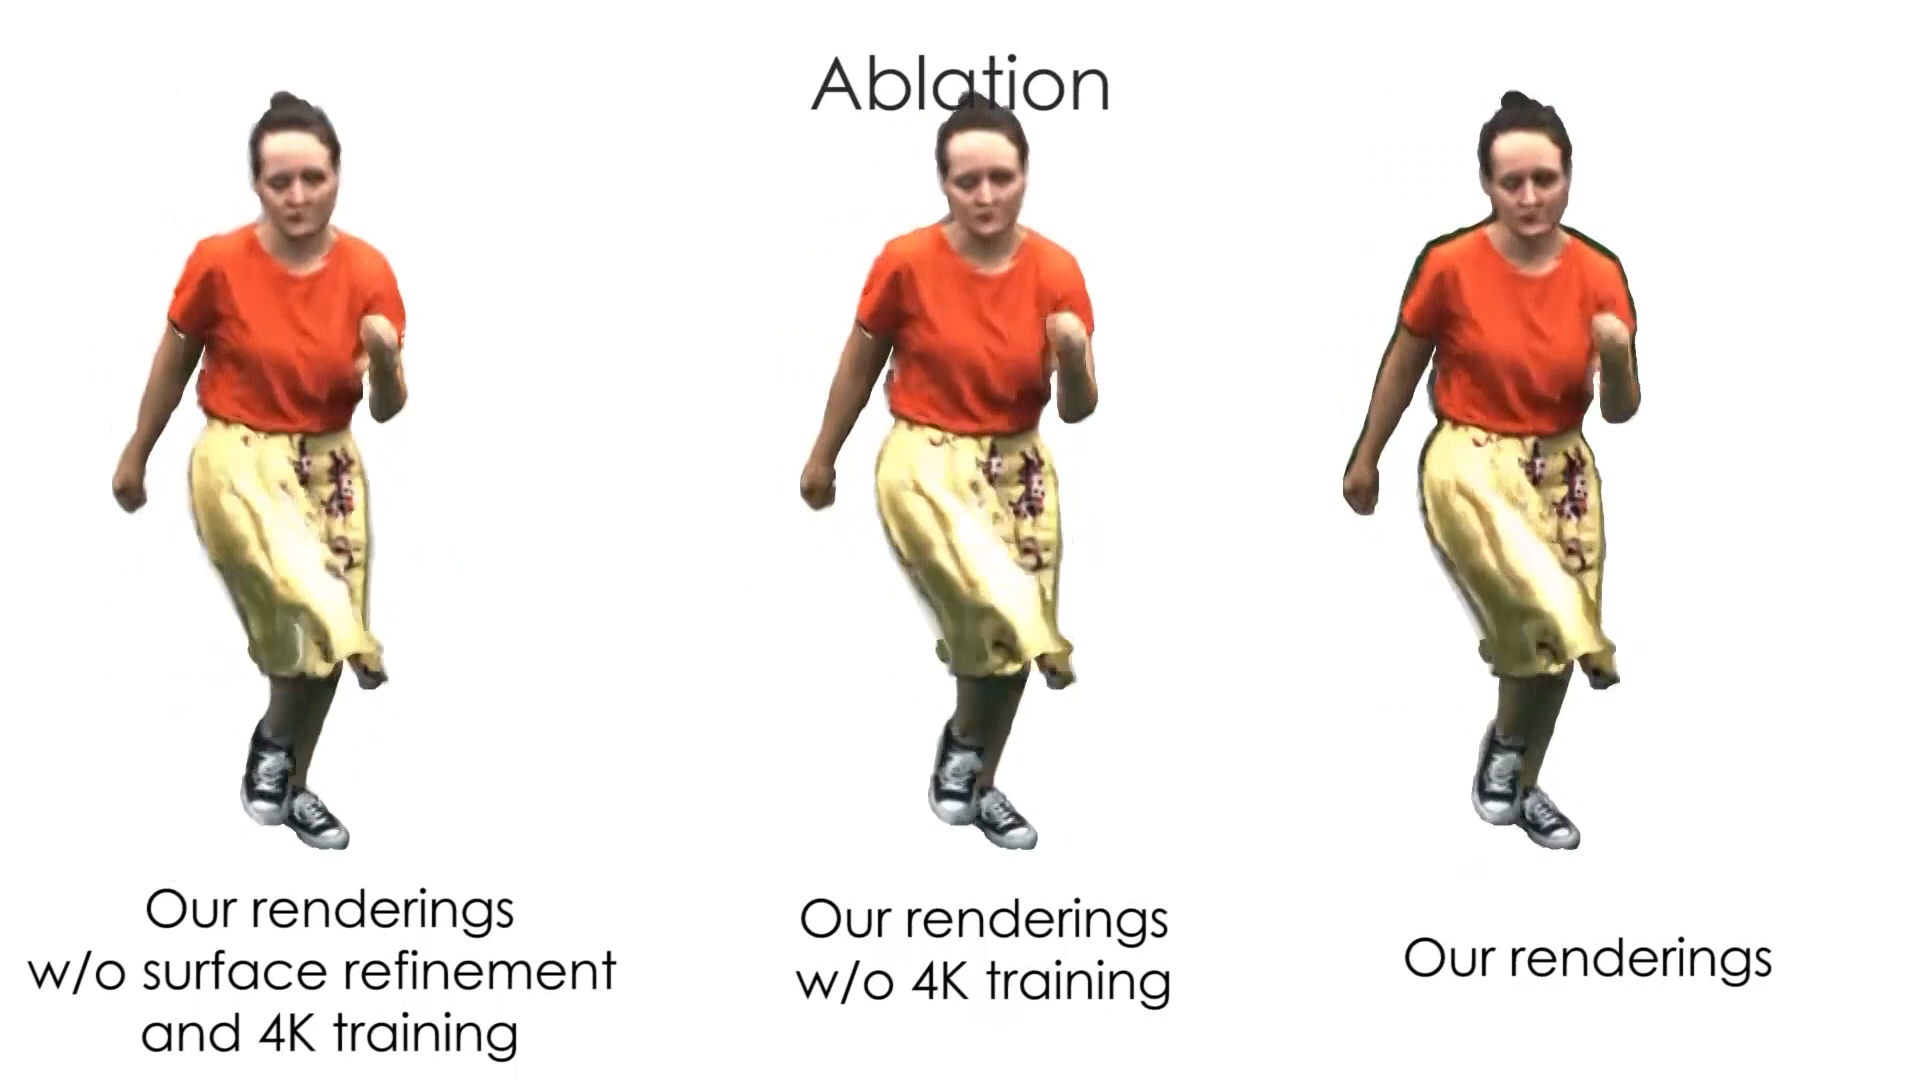 Ablation
Our renderings
w/o surface refinement
and 4K training
Our renderings
w/o 4K training
Our renderings